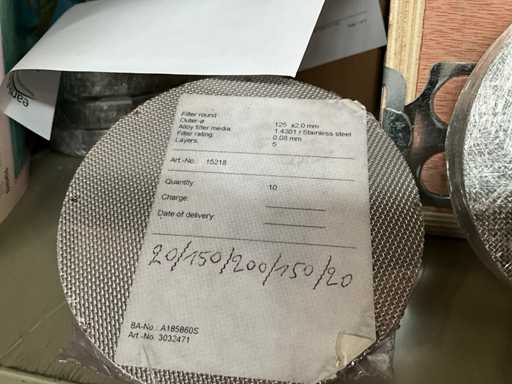 Filter round
Outer-ø 125 x2.0 mm
Alloy filter media: 1.4301 / Stainless steel
Filter rating: 0.08 mm
Layers: 5
Art.-No.: 15218
Quantity: 10
Charge:
Date of delivery:
20/150/200/150/20
BA-No.: A185860S
Art.-No. 3032471